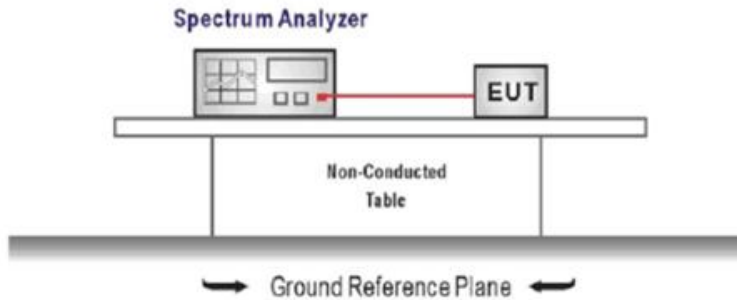 Spectrum Analyzer
EUT
Non-Conducted
Table
Ground Reference Plane